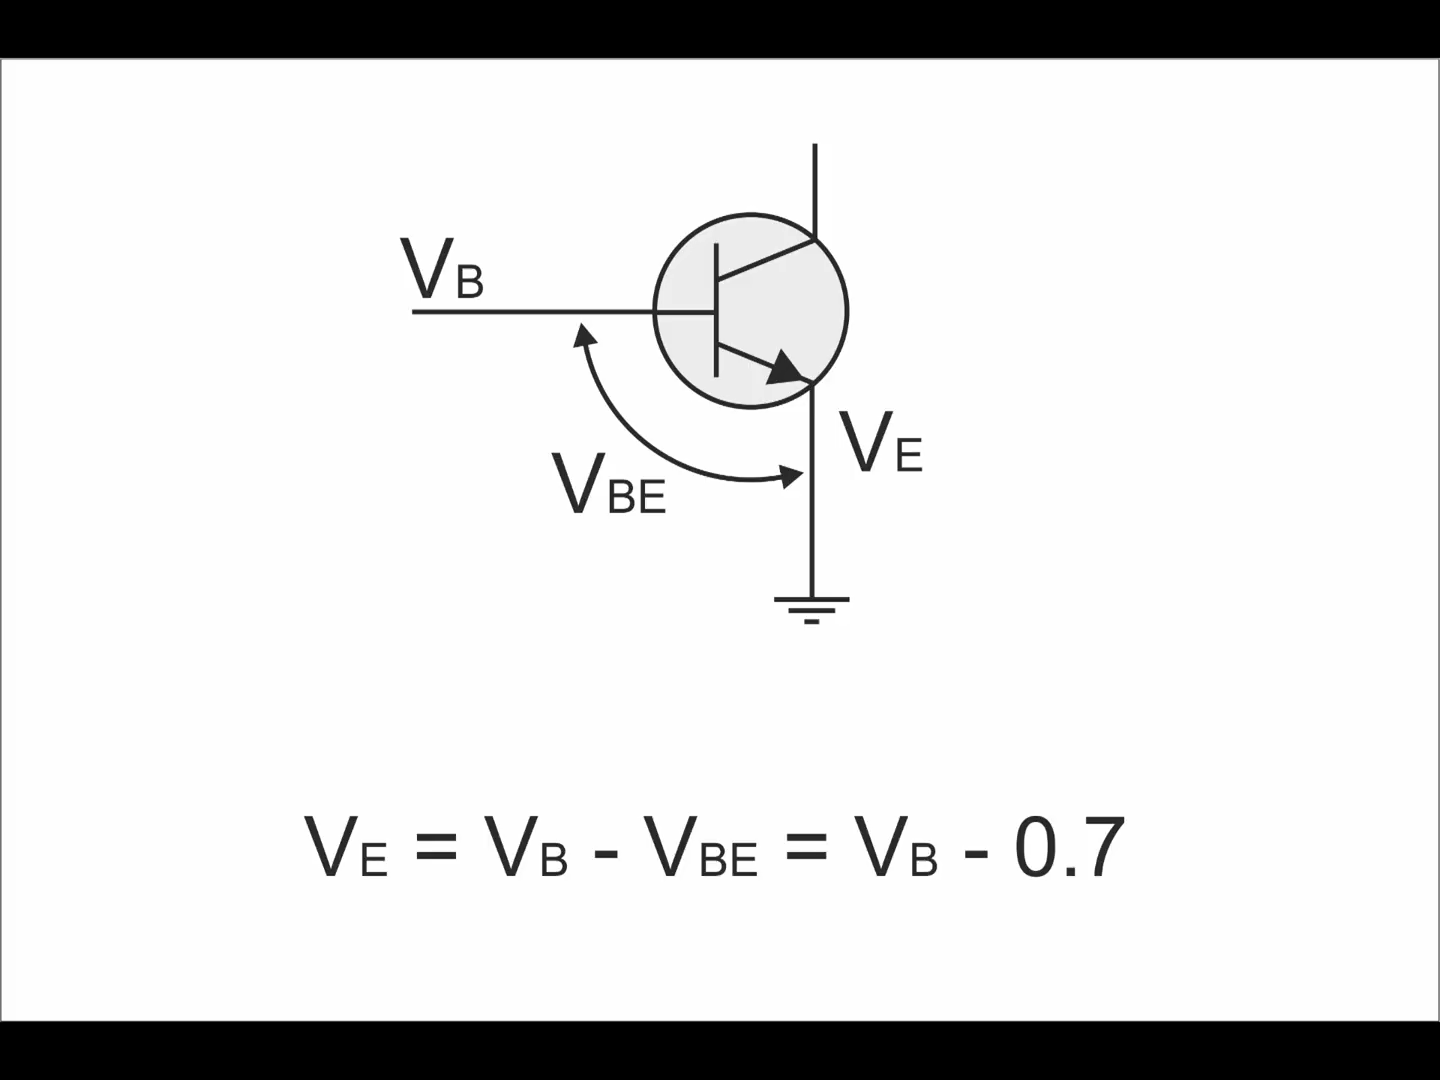 VB
VE
VBE
VE = VB - VBE = VB - 0.7